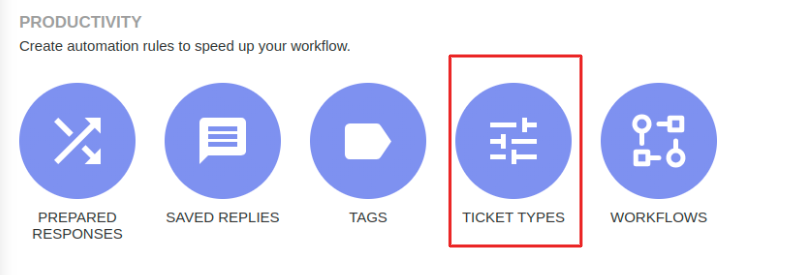 PRODUCTIVITY
Create automation rules to speed up your workflow.
PREPARED
RESPONSES
SAVED REPLIES
TAGS
TICKET TYPES
WORKFLOWS